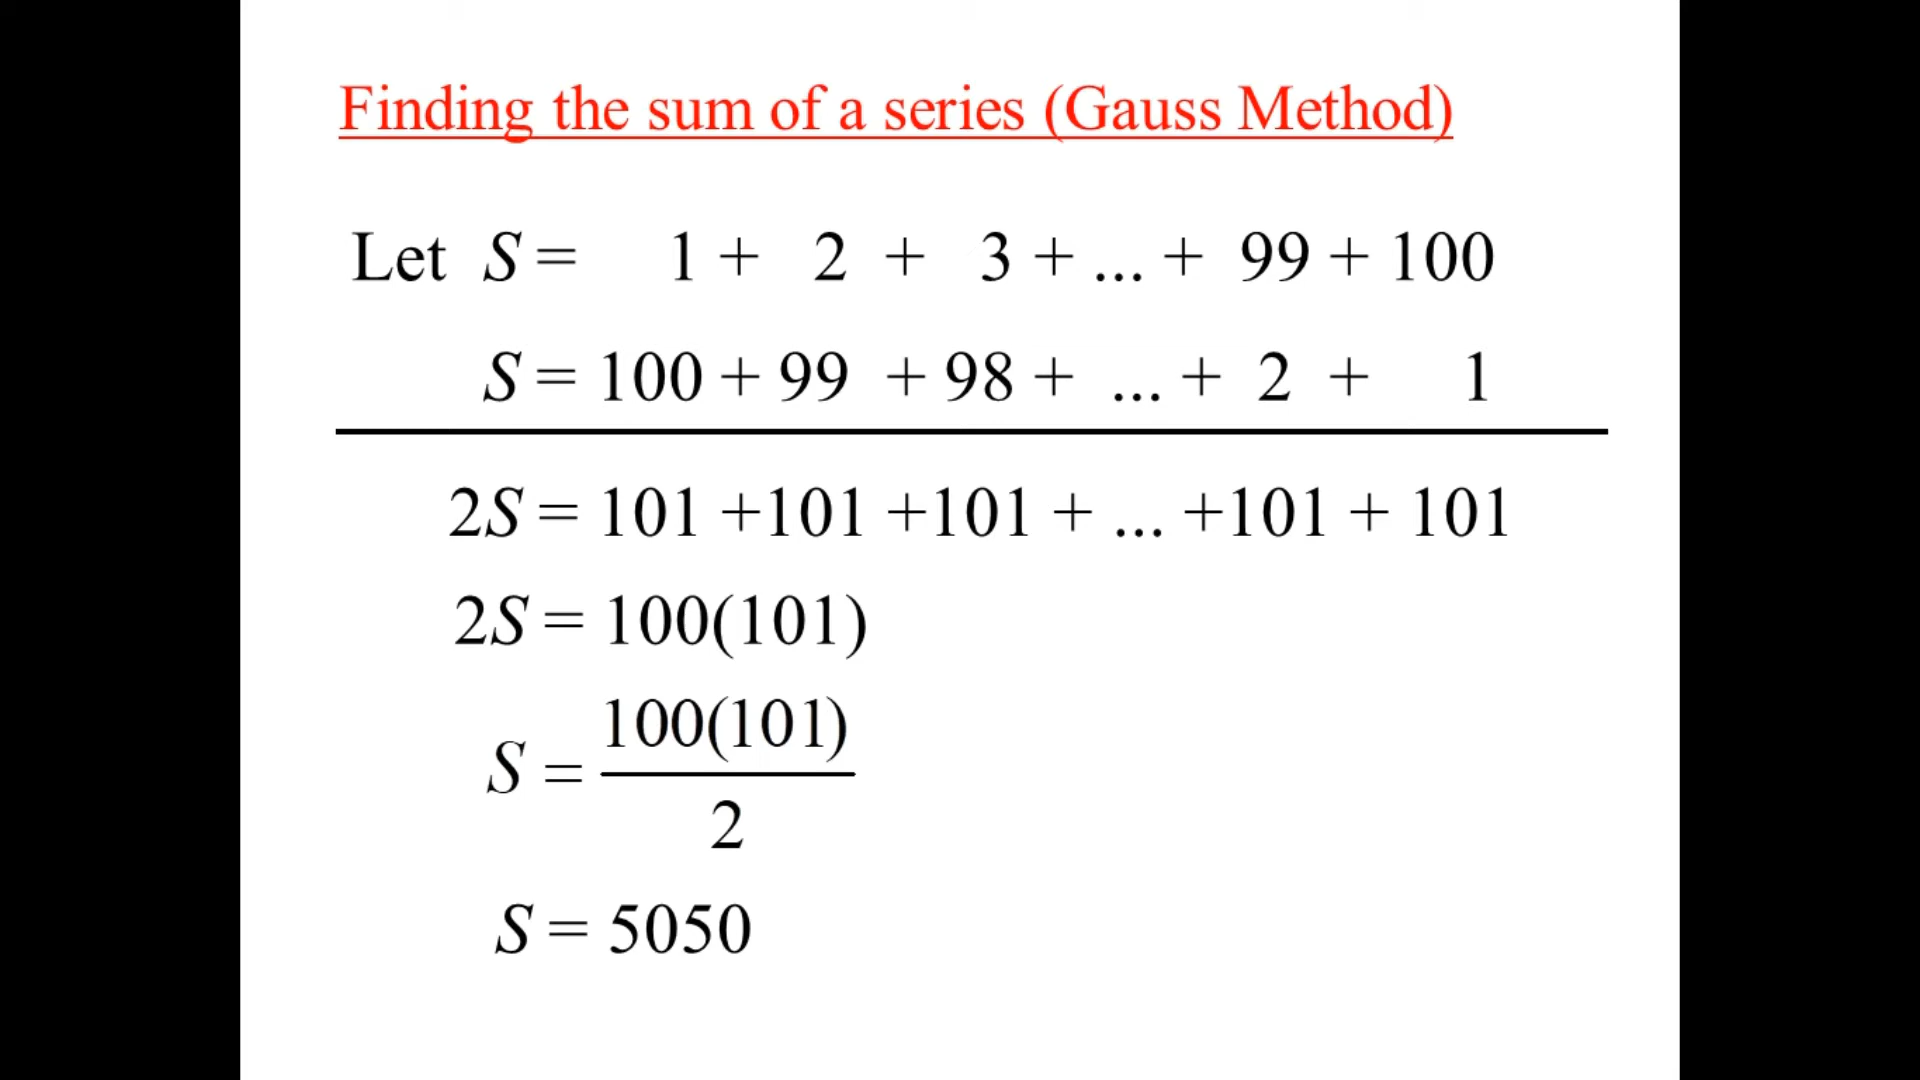 Finding the sum of a series (Gauss Method)
Let S = 1 + 2 + 3 + ... + 99 + 100
S = 100 + 99 + 98 + ... + 2 + 1
2S = 101 +101 +101 + ... +101 + 101
2S = 100(101)
S = 100(101) / 2
S = 5050